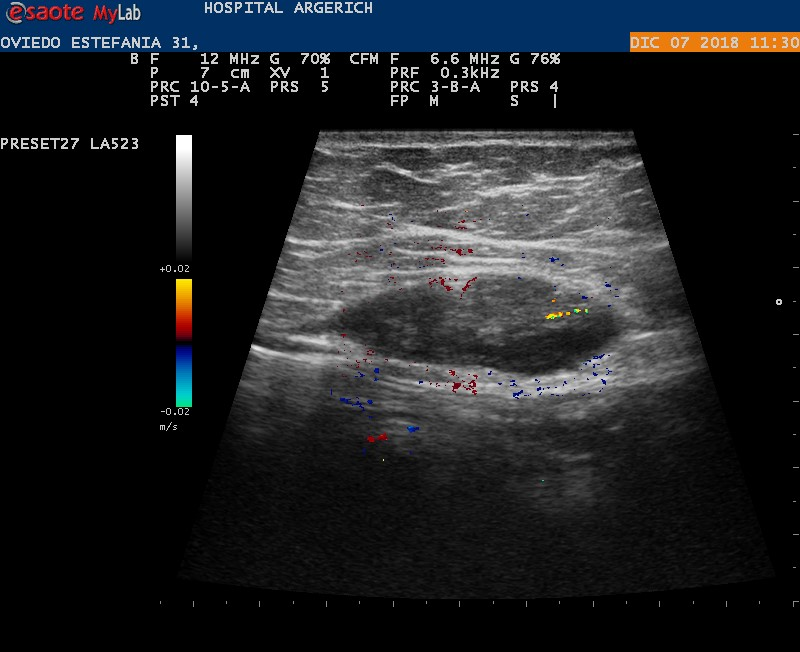 esaote MyLab
HOSPITAL ARGERICH
OVIEDO ESTEFANIA 31,
DIC 07 2018 11:30
B F 12 MHz G 70% CFM F 6.6 MHz G 76%
P 7 cm XV 1 PRF 0.3kHz
PRC 10-5-A PRS 5 PRC 3-B-A PRS 4
PST 4 FP M S |
PRESET27 LA523
+0.02
-0.02
m/s